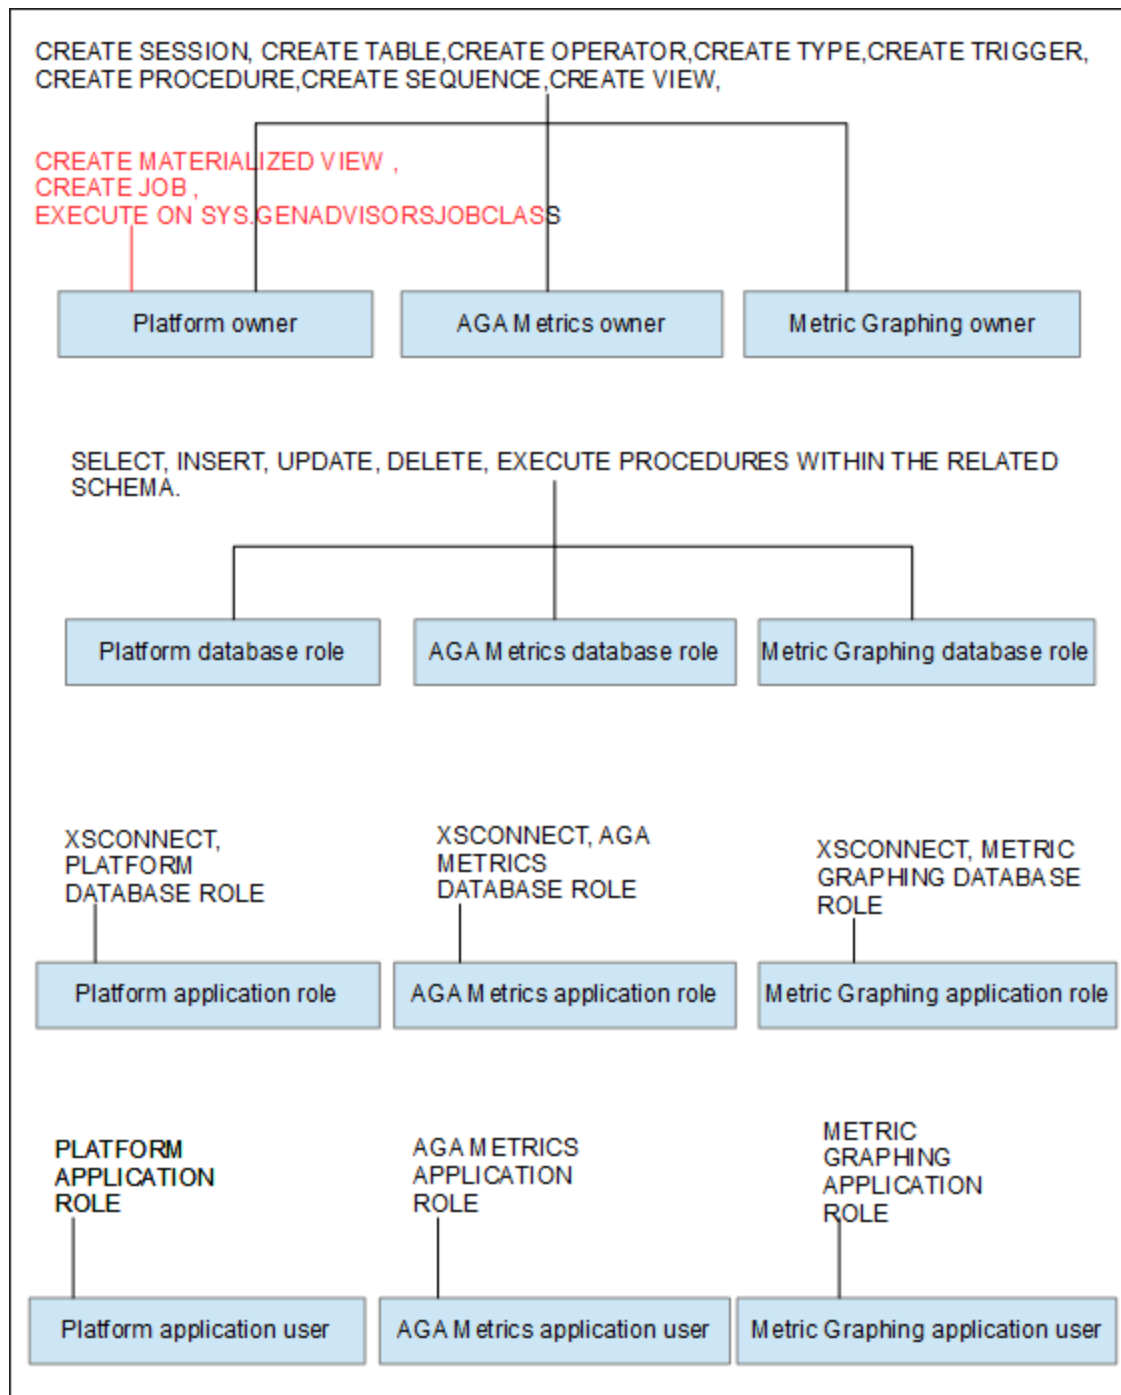 CREATE SESSION, CREATE TABLE,CREATE OPERATOR,CREATE TYPE,CREATE TRIGGER,
CREATE PROCEDURE,CREATE SEQUENCE,CREATE VIEW,
CREATE MATERIALIZED VIEW ,
CREATE JOB ,
EXECUTE ON SYS.GENADVISORSJOBCLASS
Platform owner
AGA Metrics owner
Metric Graphing owner
SELECT, INSERT, UPDATE, DELETE, EXECUTE PROCEDURES WITHIN THE RELATED
SCHEMA.
Platform database role
AGA Metrics database role
Metric Graphing database role
XSCONNECT,
PLATFORM
DATABASE ROLE
XSCONNECT, AGA
METRICS
DATABASE ROLE
XSCONNECT, METRIC
GRAPHING DATABASE
ROLE
Platform application role
AGA Metrics application role
Metric Graphing application role
PLATFORM
APPLICATION
ROLE
AGA METRICS
APPLICATION
ROLE
METRIC
GRAPHING
APPLICATION
ROLE
Platform application user
AGA Metrics application user
Metric Graphing application user